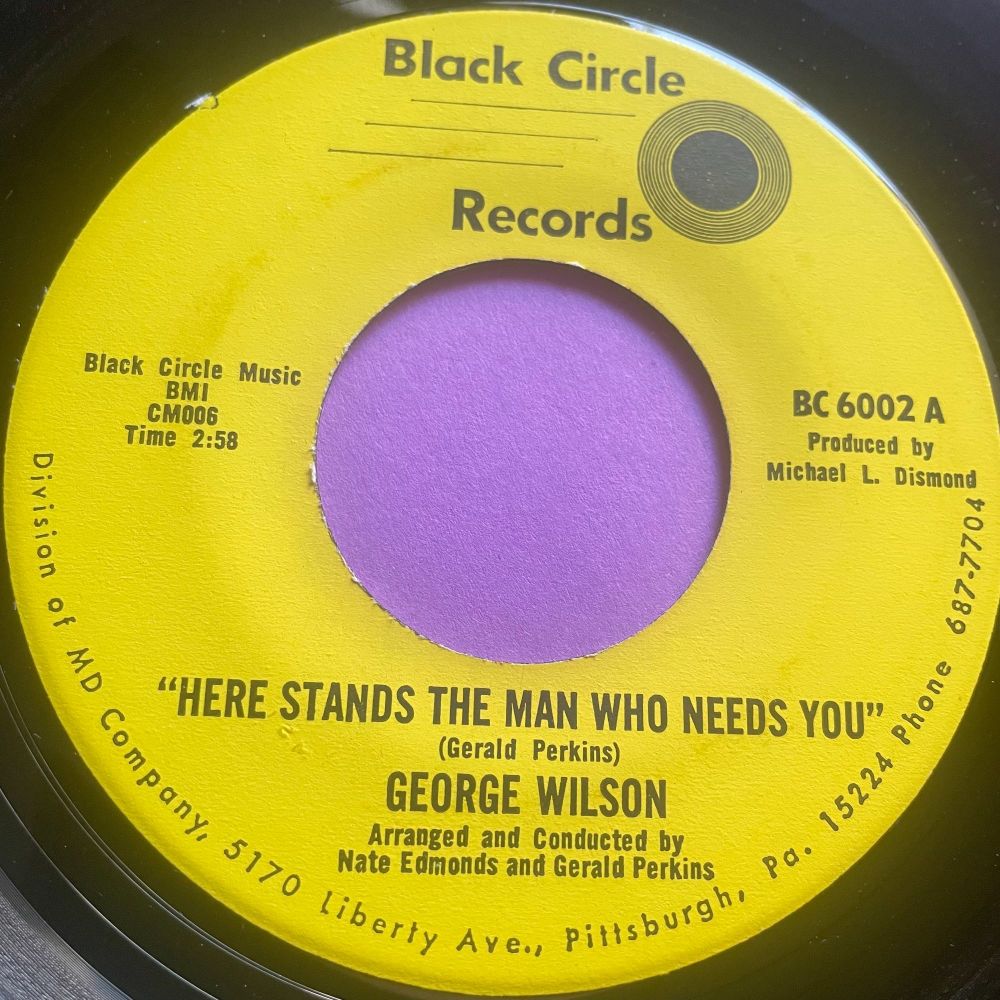 Black Circle
Records
Black Circle Music
BMI
CM006
Time 2:58
BC 6002 A
Produced by
Michael L. Dismond
"HERE STANDS THE MAN WHO NEEDS YOU"
(Gerald Perkins)
GEORGE WILSON
Arranged and Conducted by
Nate Edmonds and Gerald Perkins
Division of MD Company, 5170 Liberty Ave., Pittsburgh, Pa. 15224 Phone 687-7704